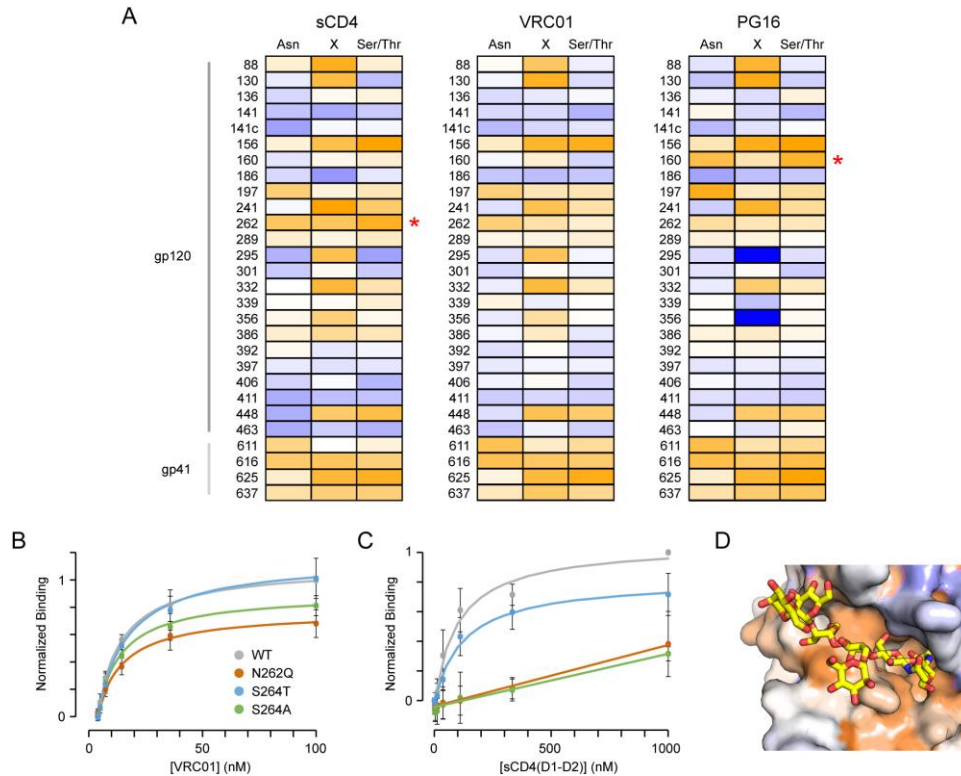 A
sCD4 VRC01 PG16
Asn X Ser/Thr Asn X Ser/Thr Asn X Ser/Thr
88 88 88
130 130 130
136 136 136
141 141 141
141c 141c 141c
156 156 156
160 160 160 *
186 186 186
197 197 197
241 241 241
262 * 262 262
289 289 289
gp120
295 295 295
301 301 301
332 332 332
339 339 339
356 356 356
386 386 386
392 392 392
397 397 397
406 406 406
411 411 411
448 448 448
463 463 463
611 611 611
gp41
616 616 616
625 625 625
637 637 637
B
Normalized Binding
1
0
0 50 100
[VRC01] (nM)
WT
N262Q
S264T
S264A
C
Normalized Binding
1
0
0 500 1000
[sCD4(D1-D2)] (nM)
D